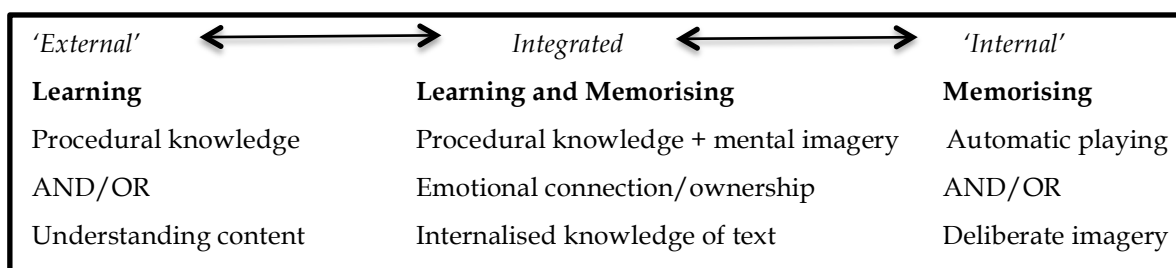 ‘External’ Integrated ‘Internal’
Learning Learning and Memorising Memorising
Procedural knowledge Procedural knowledge + mental imagery Automatic playing
AND/OR Emotional connection/ownership AND/OR
Understanding content Internalised knowledge of text Deliberate imagery